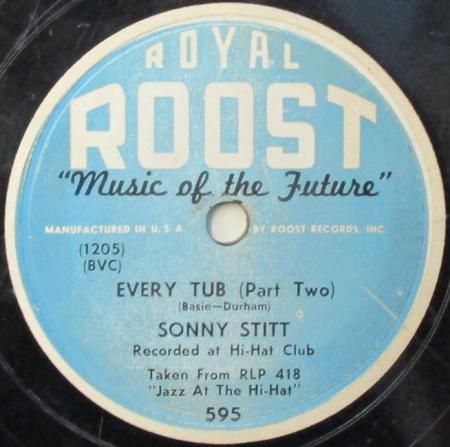 ROYAL
ROOST
"Music of the Future"
MANUFACTURED IN U.S.A. BY ROOST RECORDS, INC.
(1205)
(BVC)
EVERY TUB (Part Two)
(Basie—Durham)
SONNY STITT
Recorded at Hi-Hat Club
Taken From RLP 418
"Jazz At The Hi-Hat"
595